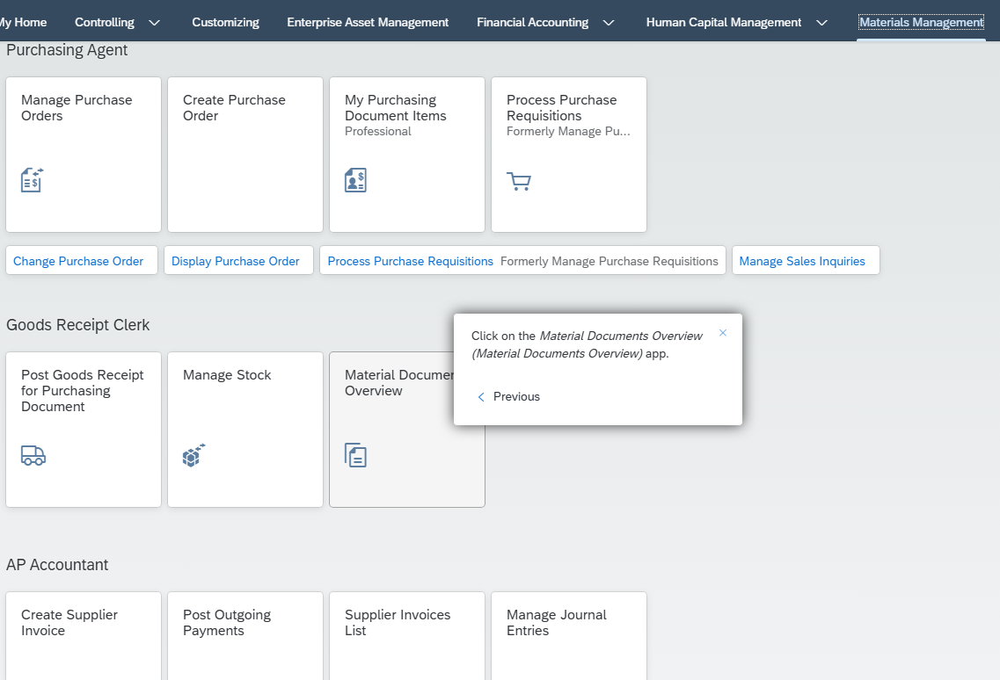 My Home Controlling Customizing Enterprise Asset Management Financial Accounting Human Capital Management Materials Management
Purchasing Agent
Manage Purchase
Orders
Create Purchase
Order
My Purchasing
Document Items
Professional
Process Purchase
Requisitions
Formerly Manage Pu...
Change Purchase Order
Display Purchase Order
Process Purchase Requisitions Formerly Manage Purchase Requisitions
Manage Sales Inquiries
Goods Receipt Clerk
Post Goods Receipt
for Purchasing
Document
Manage Stock
Material Documen
Overview
Click on the Material Documents Overview
(Material Documents Overview) app.
Previous
AP Accountant
Create Supplier
Invoice
Post Outgoing
Payments
Supplier Invoices
List
Manage Journal
Entries